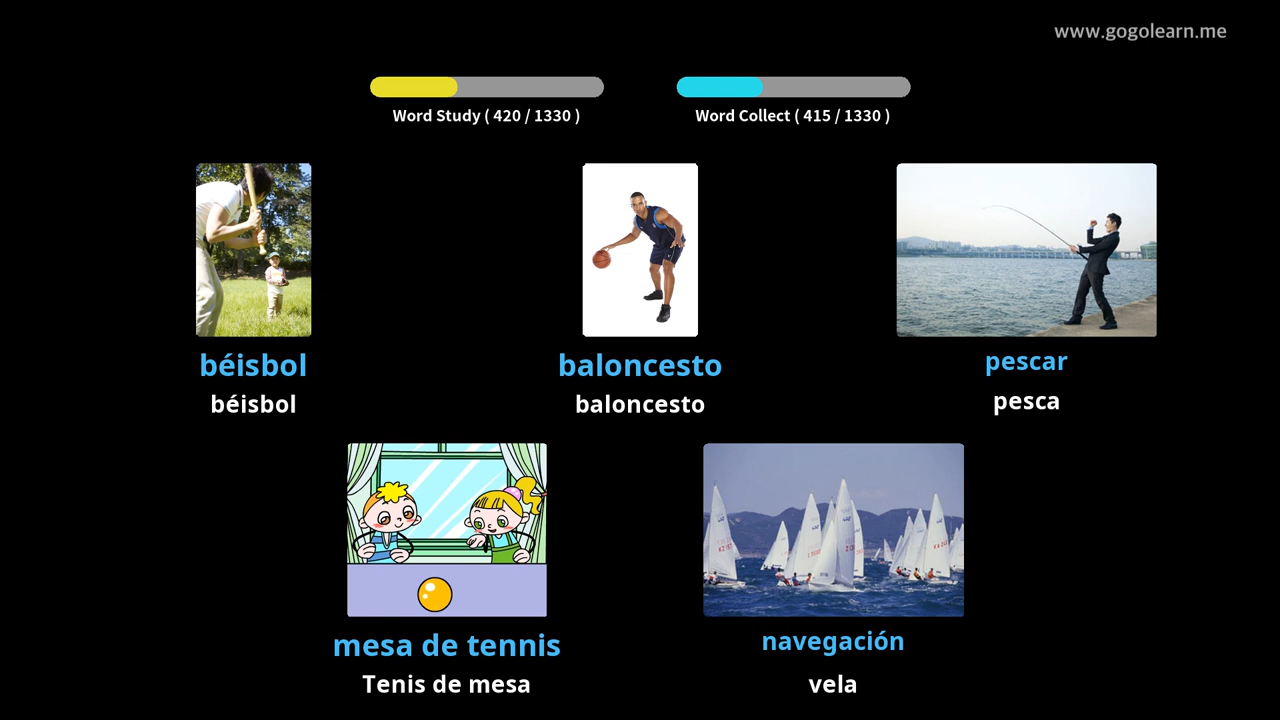 www.gogolearn.me
Word Study ( 420 / 1330 )
Word Collect ( 415 / 1330 )
béisbol
béisbol
baloncesto
baloncesto
pescar
pesca
mesa de tennis
Tenis de mesa
navegación
vela